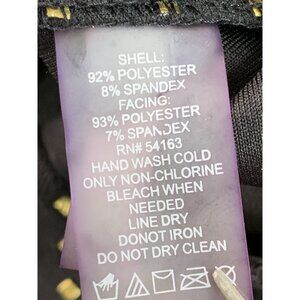 SHELL:
92% POLYESTER
8% SPANDEX
FACING:
93% POLYESTER
7% SPANDEX
RN# 54163
HAND WASH COLD
ONLY NON-CHLORINE
BLEACH WHEN
NEEDED
LINE DRY
DONOT IRON
DO NOT DRY CLEAN